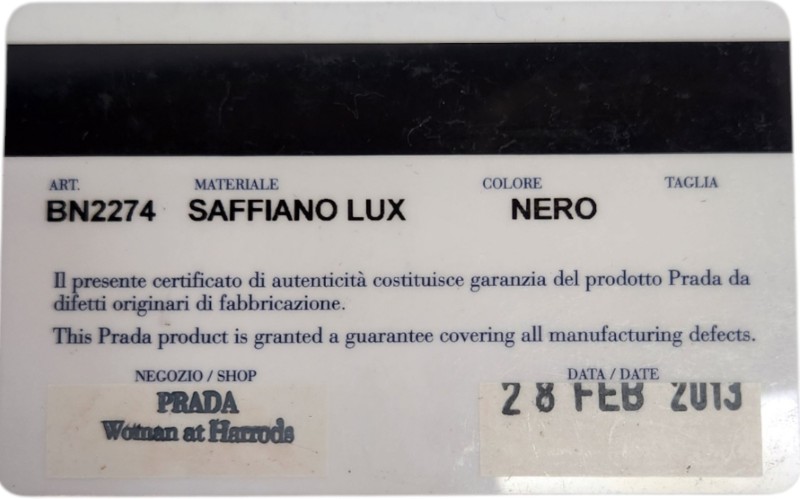 ART. MATERIALE COLORE TAGLIA
BN2274 SAFFIANO LUX NERO
Il presente certificato di autenticità costituisce garanzia del prodotto Prada da
difetti originari di fabbricazione.
This Prada product is granted a guarantee covering all manufacturing defects.
NEGOZIO / SHOP DATA / DATE
PRADA 28 FEB 2013
Woman at Harrods